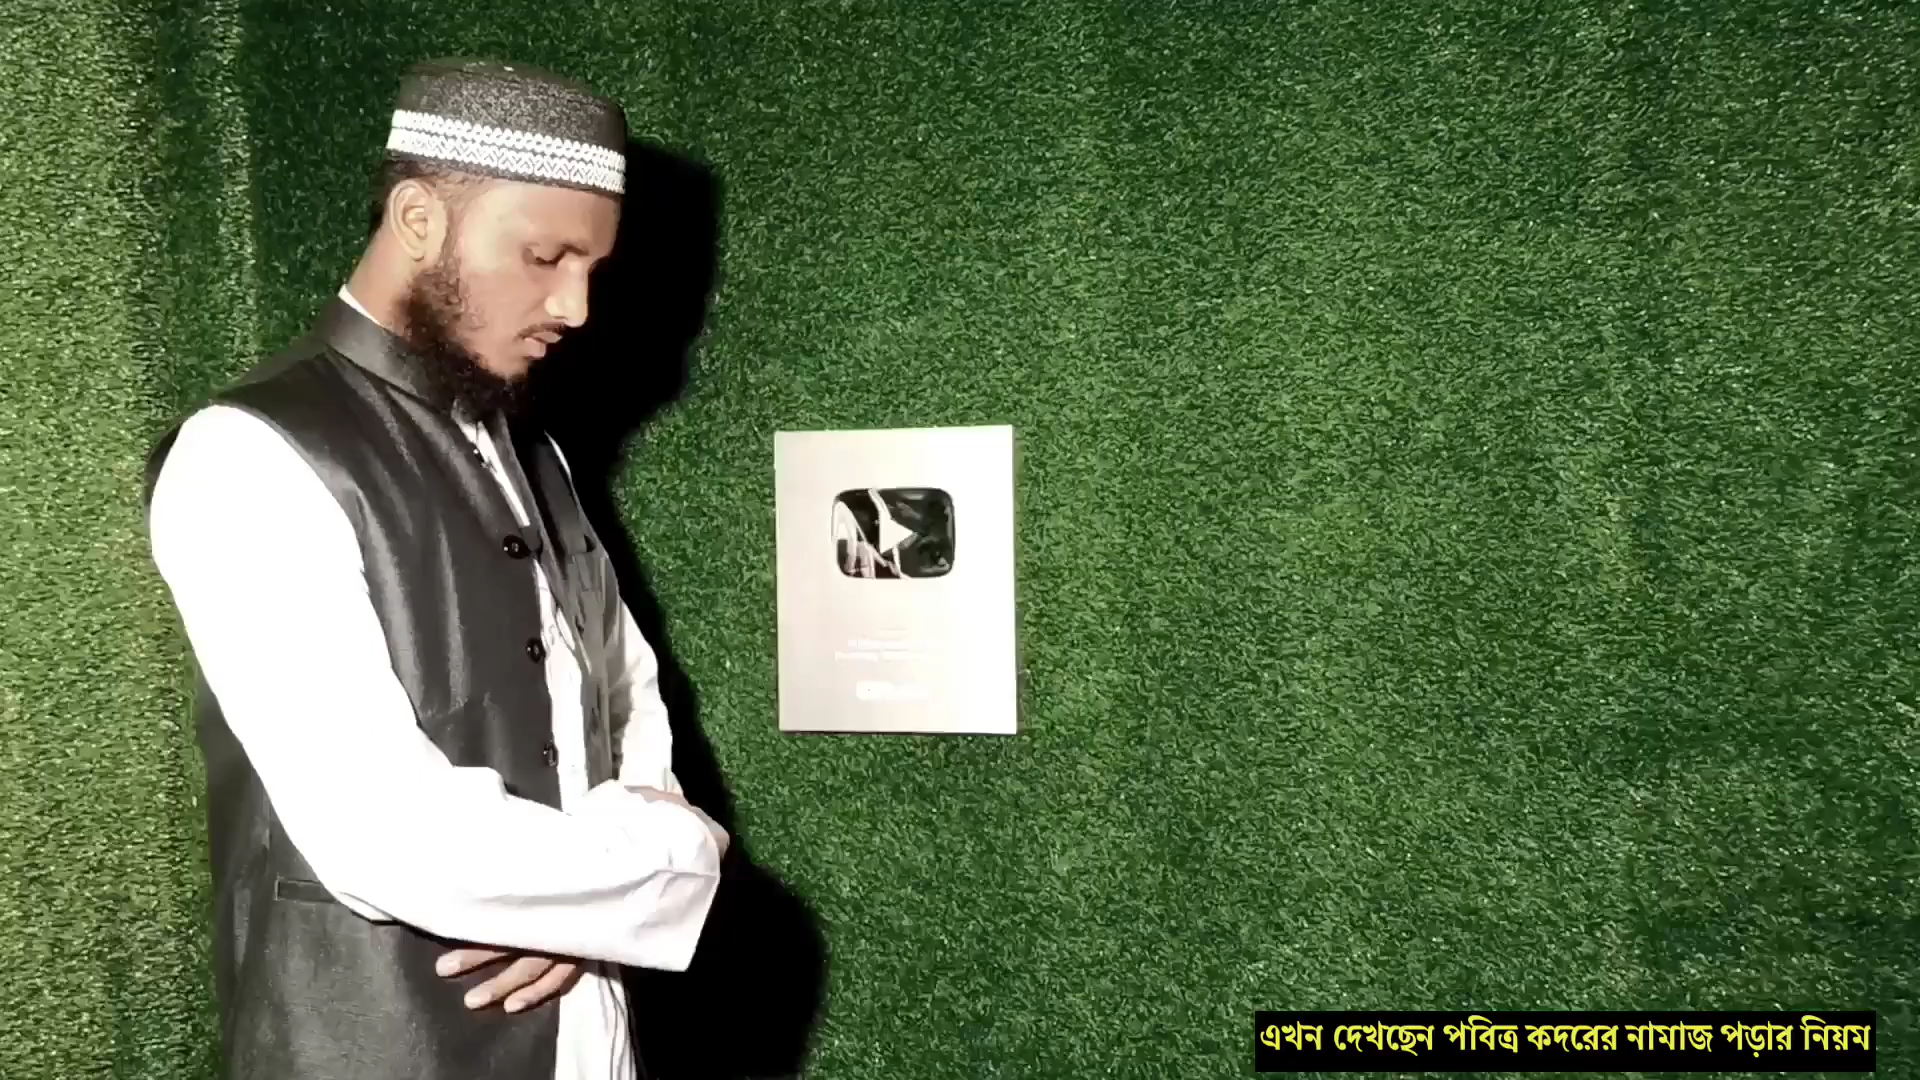 এখন দেখছেন পবিত্র কদরের নামাজ পড়ার নিয়ম